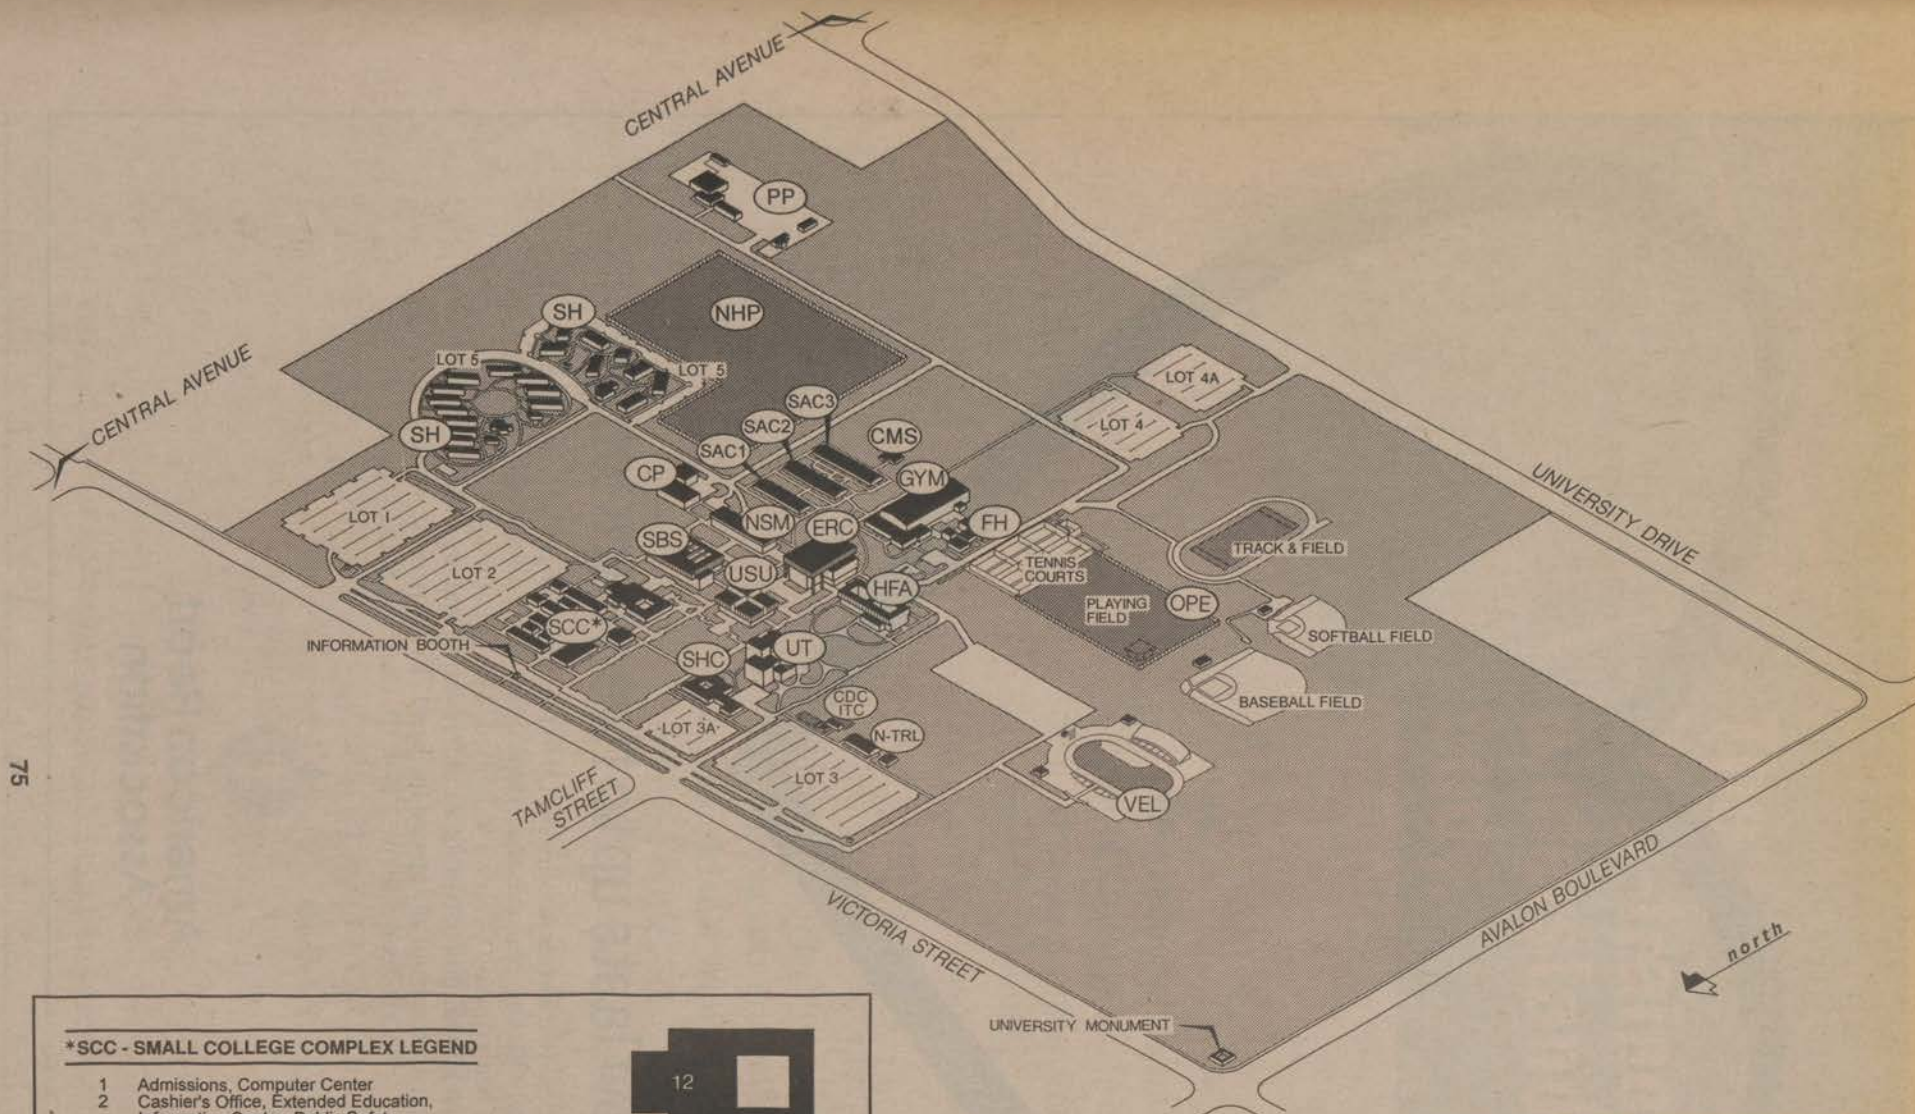 CENTRAL AVENUE
PP
NHP
SH
LOT 5
LOT 5
CENTRAL AVENUE
SH
LOT 4A
LOT 4
SAC3
SAC2
SAC1
CMS
CP
GYM
UNIVERSITY DRIVE
LOT 1
NSM
ERC
FH
SBS
TRACK & FIELD
LOT 2
USU
TENNIS
COURTS
HFA
PLAYING
FIELD
OPE
SCC*
SOFTBALL FIELD
INFORMATION BOOTH
UT
SHC
BASEBALL FIELD
CDC
ITC
LOT 3A
N-TRL
LOT 3
75
TAMCLIFF
STREET
VEL
VICTORIA STREET
AVALON BOULEVARD
north
UNIVERSITY MONUMENT
*SCC - SMALL COLLEGE COMPLEX LEGEND
12
1 Admissions, Computer Center
2 Cashier's Office, Extended Education,